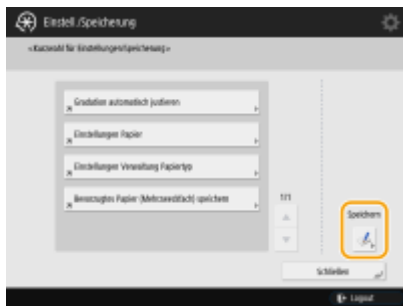 Einstell./Speicherung
<Kurzwahl für Einstellungen/Speicherung>
Gradation automatisch justieren
Einstellungen Papier
Einstellungen Verwaltung Papiertyp
Bevorzugtes Papier (Mehrzweckfach) speichern
1/1
Speichern
Schließen
Logout